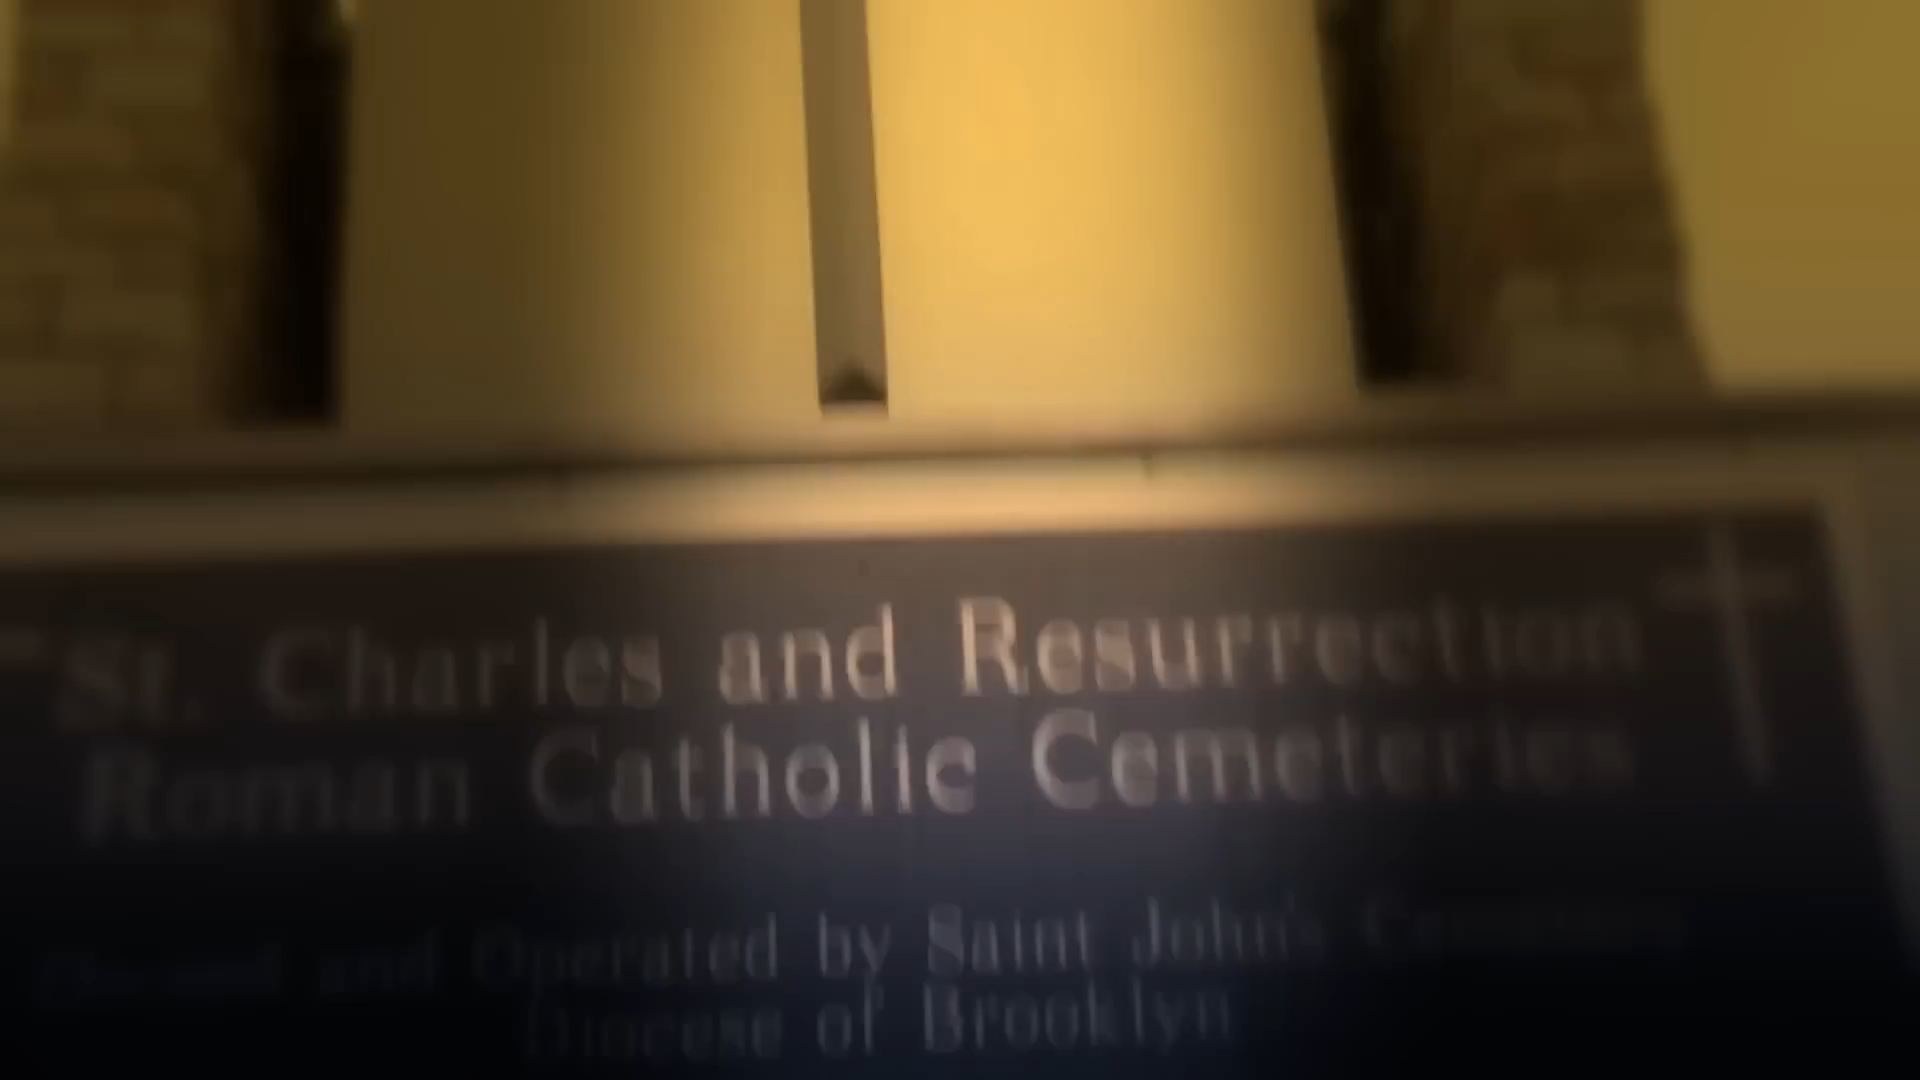 St. Charles and Resurrection
Roman Catholic Cemeteries
and Operated by Saint John's
Diocese of Brooklyn